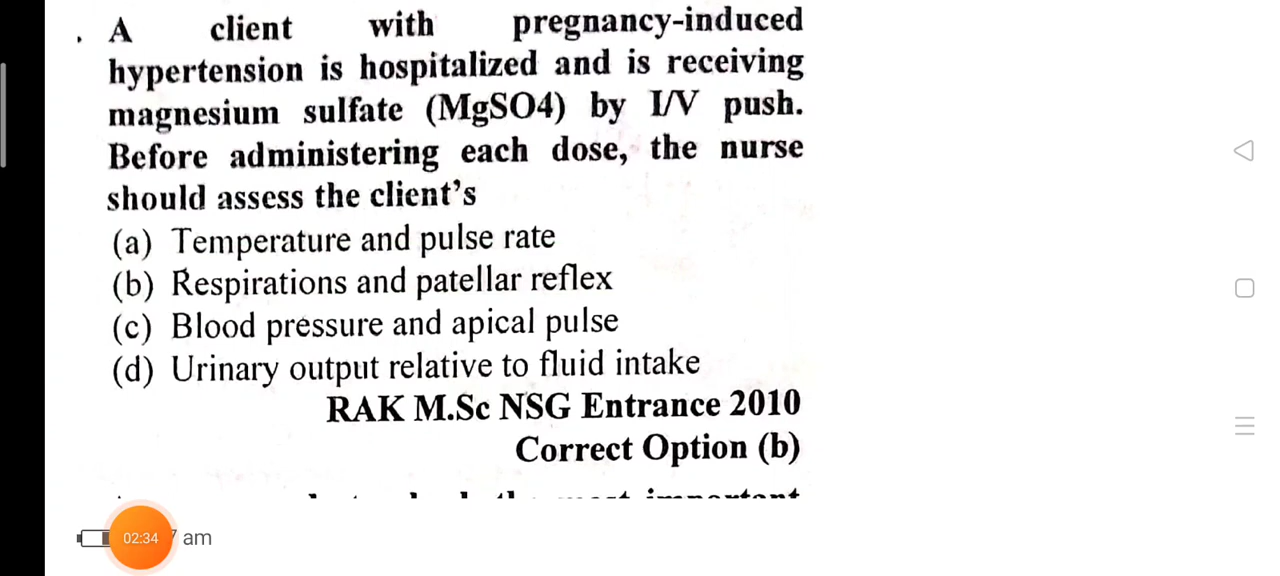 A client with pregnancy-induced
hypertension is hospitalized and is receiving
magnesium sulfate (MgSO4) by I/V push.
Before administering each dose, the nurse
should assess the client's
(a) Temperature and pulse rate
(b) Respirations and patellar reflex
(c) Blood pressure and apical pulse
(d) Urinary output relative to fluid intake
RAK M.Sc NSG Entrance 2010
Correct Option (b)
important
02:34 am